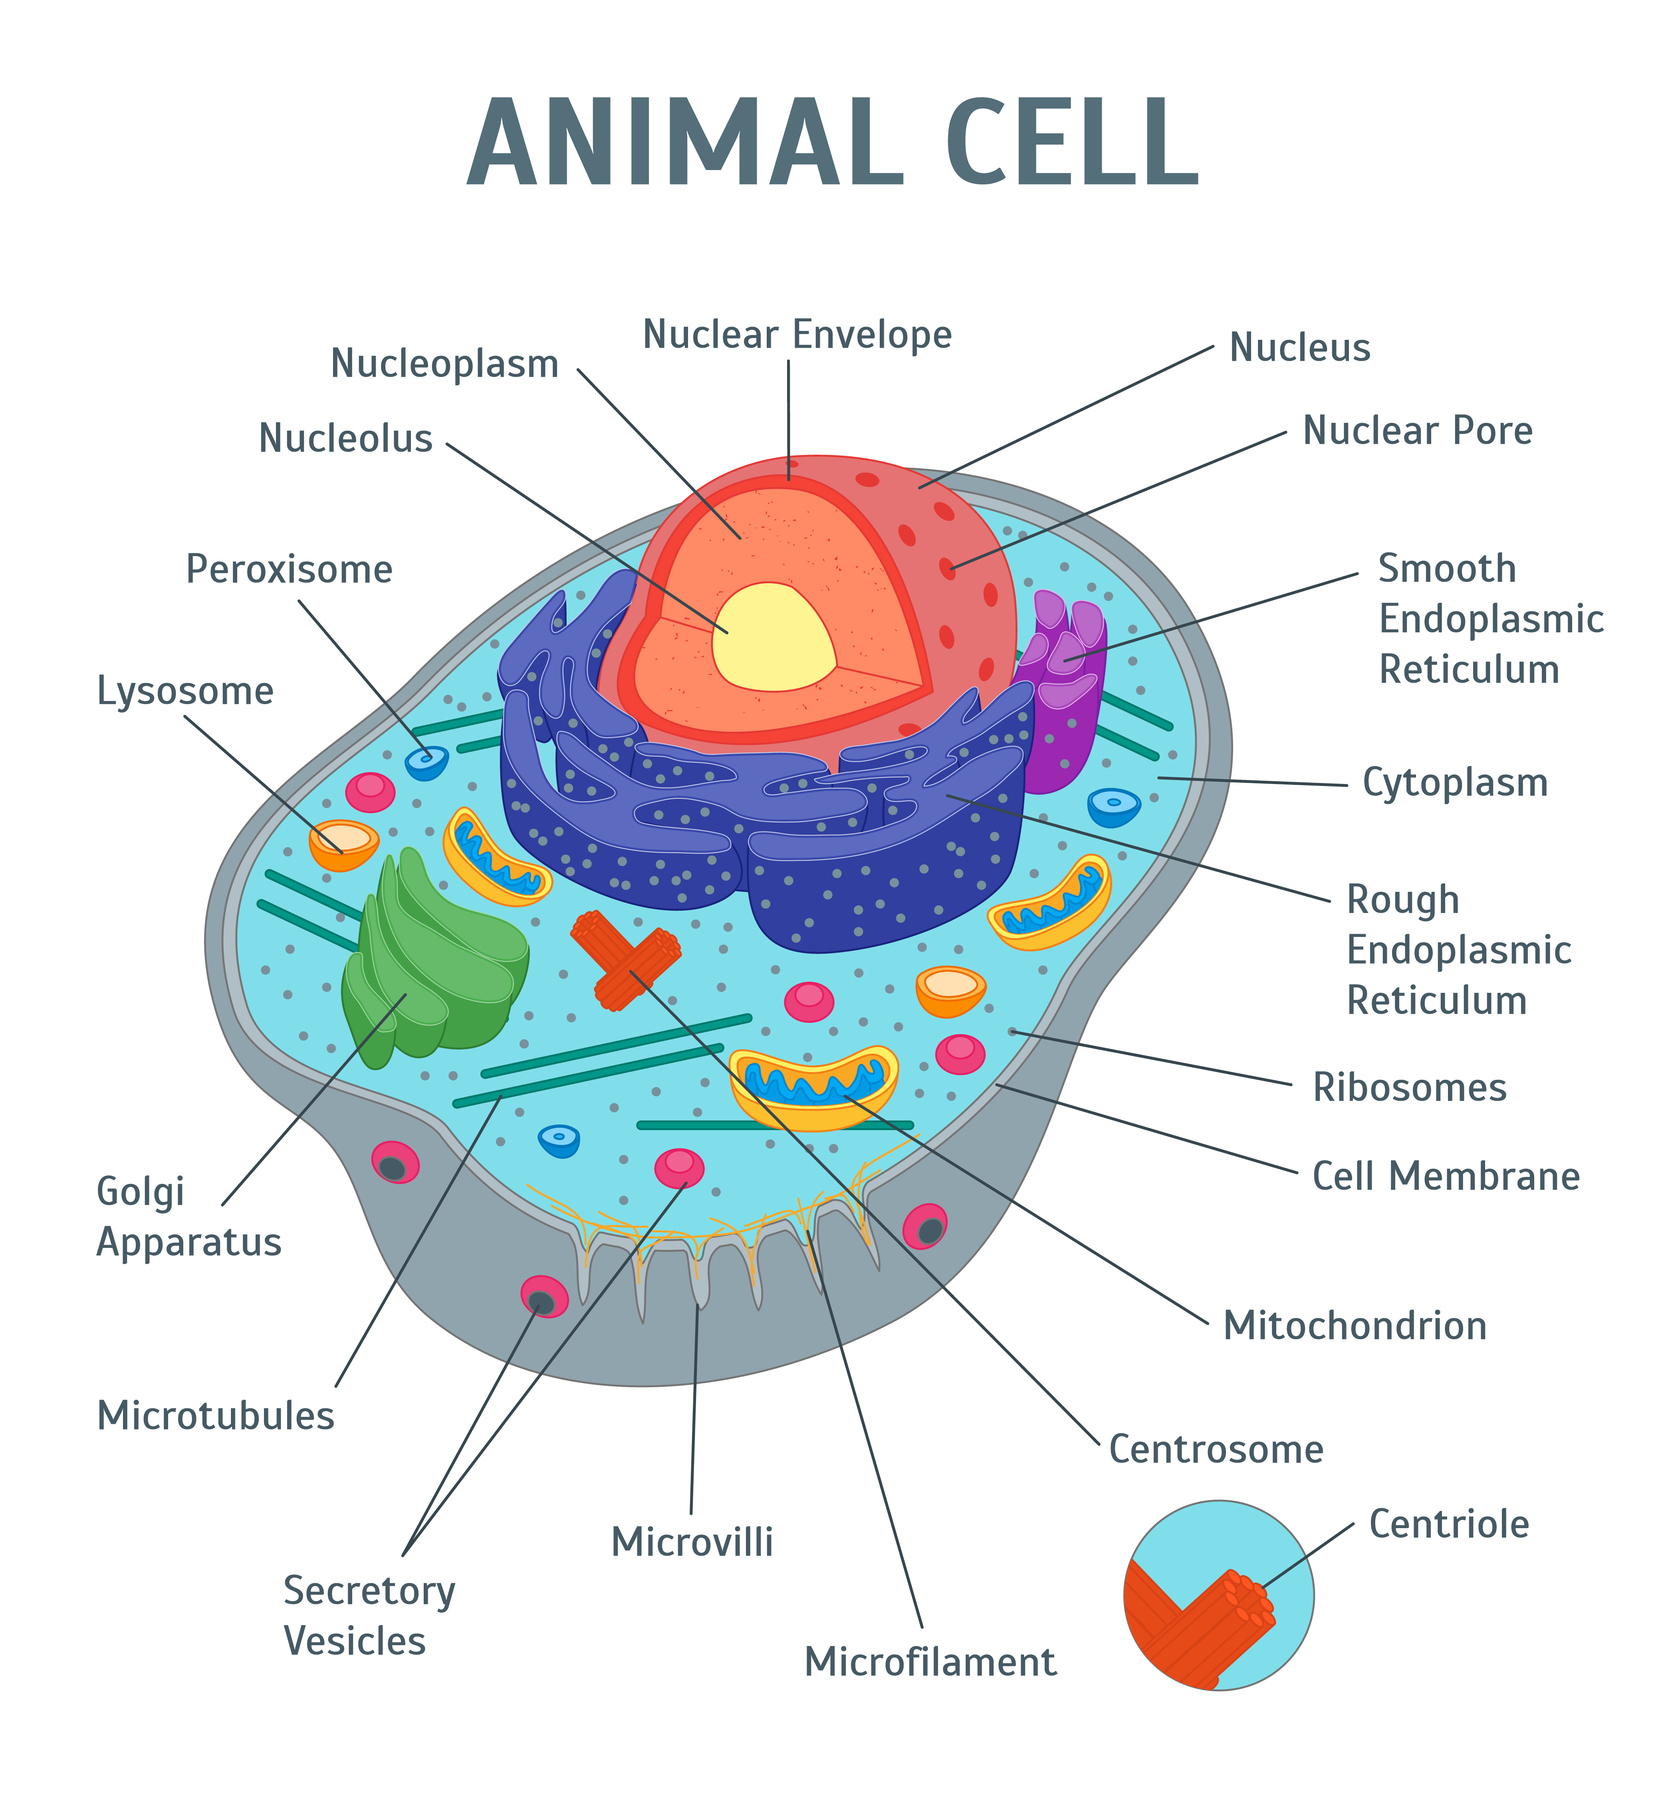 ANIMAL CELL
Nuclear Envelope
Nucleoplasm
Nucleus
Nucleolus
Nuclear Pore
Peroxisome
Smooth
Endoplasmic
Reticulum
Lysosome
Cytoplasm
Rough
Endoplasmic
Reticulum
Ribosomes
Cell Membrane
Golgi
Apparatus
Mitochondrion
Microtubules
Centrosome
Microvilli
Centriole
Secretory
Vesicles
Microfilament